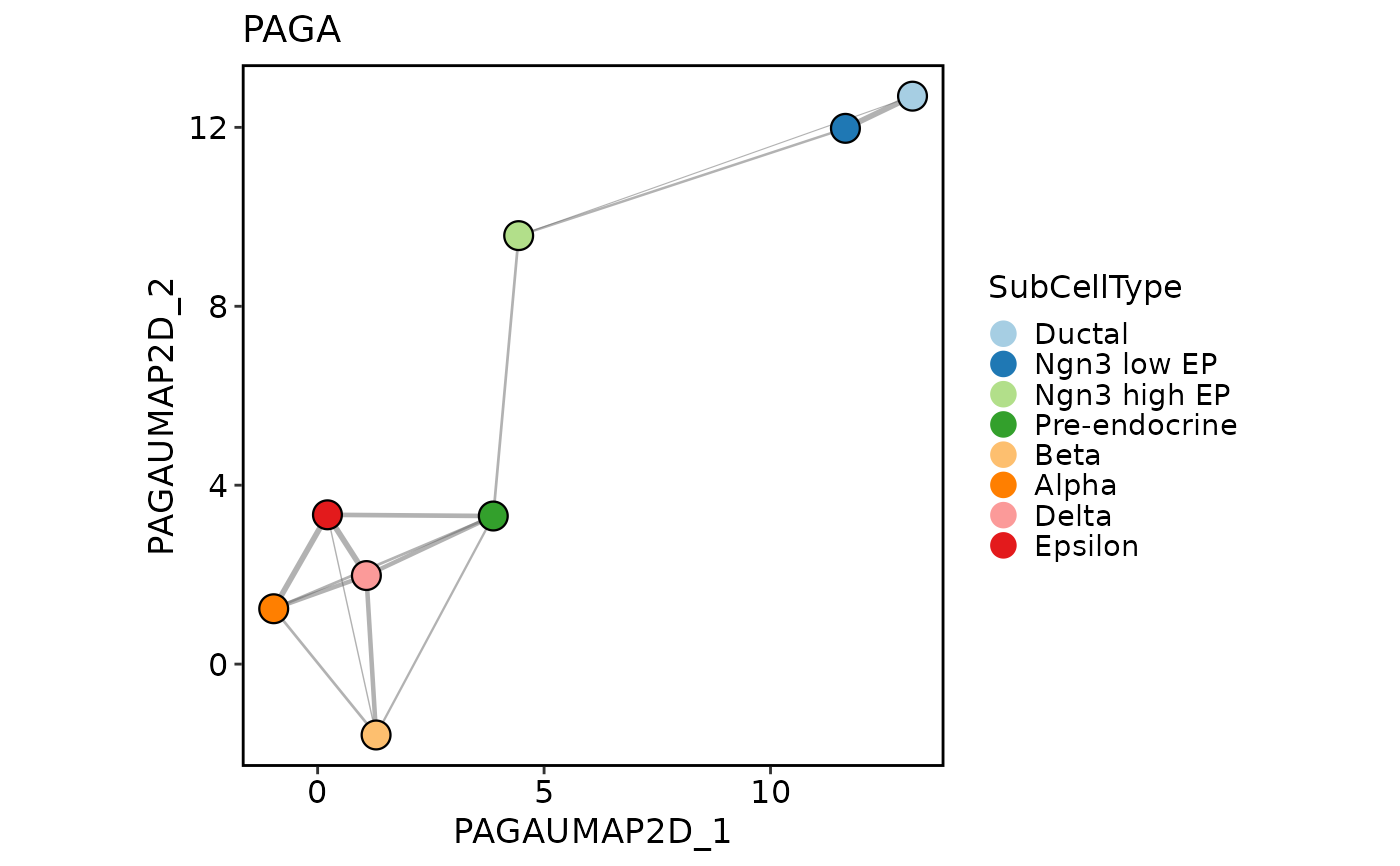 PAGA
PAGAUMAP2D_2
12
8
4
0
0
5
10
PAGAUMAP2D_1
SubCellType
Ductal
Ngn3 low EP
Ngn3 high EP
Pre-endocrine
Beta
Alpha
Delta
Epsilon